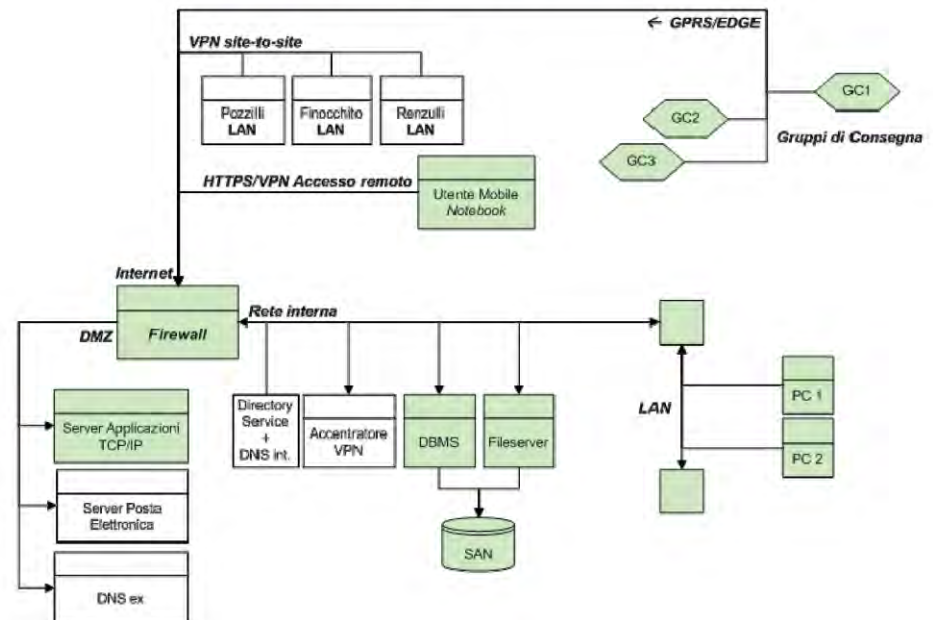 ← GPRS/EDGE
VPN site-to-site
Pozzilli
LAN
Finocchito
LAN
Renzulli
LAN
GC1
GC2
GC3
Gruppi di Consegna
HTTPS/VPN Accesso remoto
Utente Mobile
Notebook
Internet
Firewall
DMZ
Rete interna
Server Applicazioni
TCP/IP
Server Posta
Elettronica
DNS ex
Directory
Service
+
DNS int.
Accentratore
VPN
DBMS
Fileserver
SAN
LAN
PC 1
PC 2